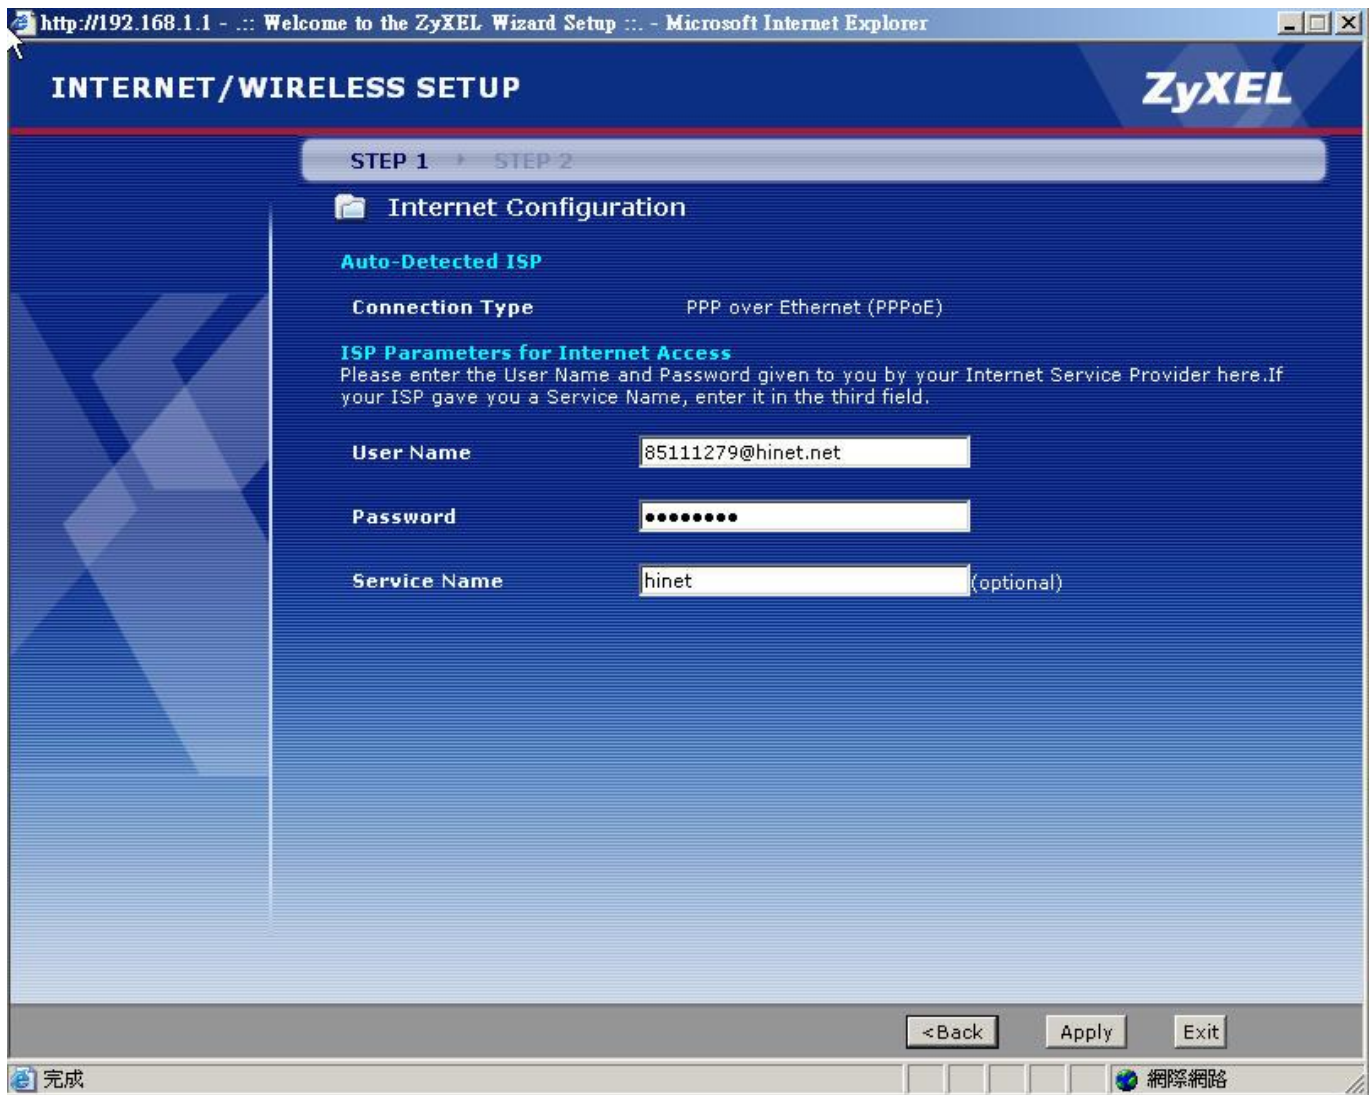 http://192.168.1.1 - .:: Welcome to the ZyXEL Wizard Setup ::. - Microsoft Internet Explorer
INTERNET/WIRELESS SETUP
ZyXEL
STEP 1 STEP 2
Internet Configuration
Auto-Detected ISP
Connection Type PPP over Ethernet (PPPoE)
ISP Parameters for Internet Access
Please enter the User Name and Password given to you by your Internet Service Provider here.If
your ISP gave you a Service Name, enter it in the third field.
User Name 85111279@hinet.net
Password ••••••••
Service Name hinet (optional)
<Back Apply Exit
完成 網際網路